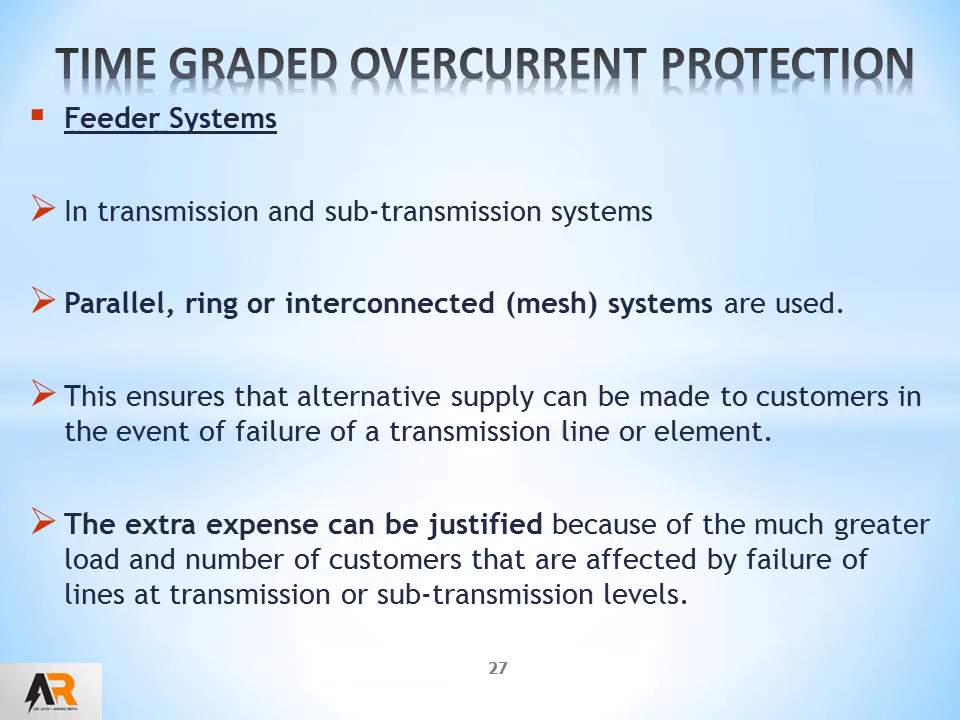 TIME GRADED OVERCURRENT PROTECTION
Feeder Systems
In transmission and sub-transmission systems
Parallel, ring or interconnected (mesh) systems are used.
This ensures that alternative supply can be made to customers in
the event of failure of a transmission line or element.
The extra expense can be justified because of the much greater
load and number of customers that are affected by failure of
lines at transmission or sub-transmission levels.
27
AR